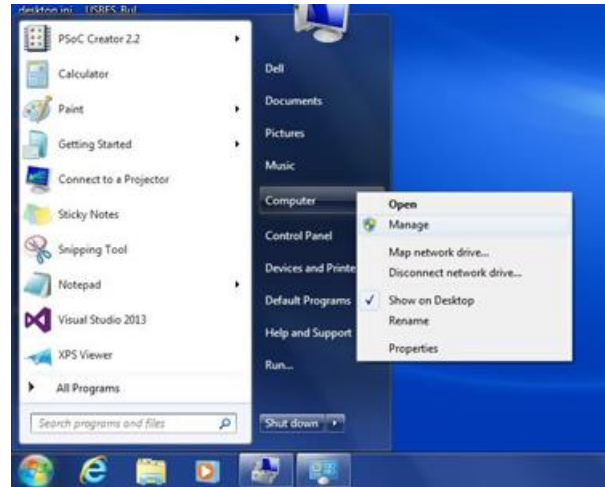 desktop.ini USBFS_Bul
PSoC Creator 2.2
Calculator
Paint
Getting Started
Connect to a Projector
Sticky Notes
Snipping Tool
Notepad
Visual Studio 2013
XPS Viewer
All Programs
Search programs and files
Dell
Documents
Pictures
Music
Computer
Control Panel
Devices and Printe
Default Programs
Help and Support
Run...
Shut down
Open
Manage
Map network drive...
Disconnect network drive...
Show on Desktop
Rename
Properties